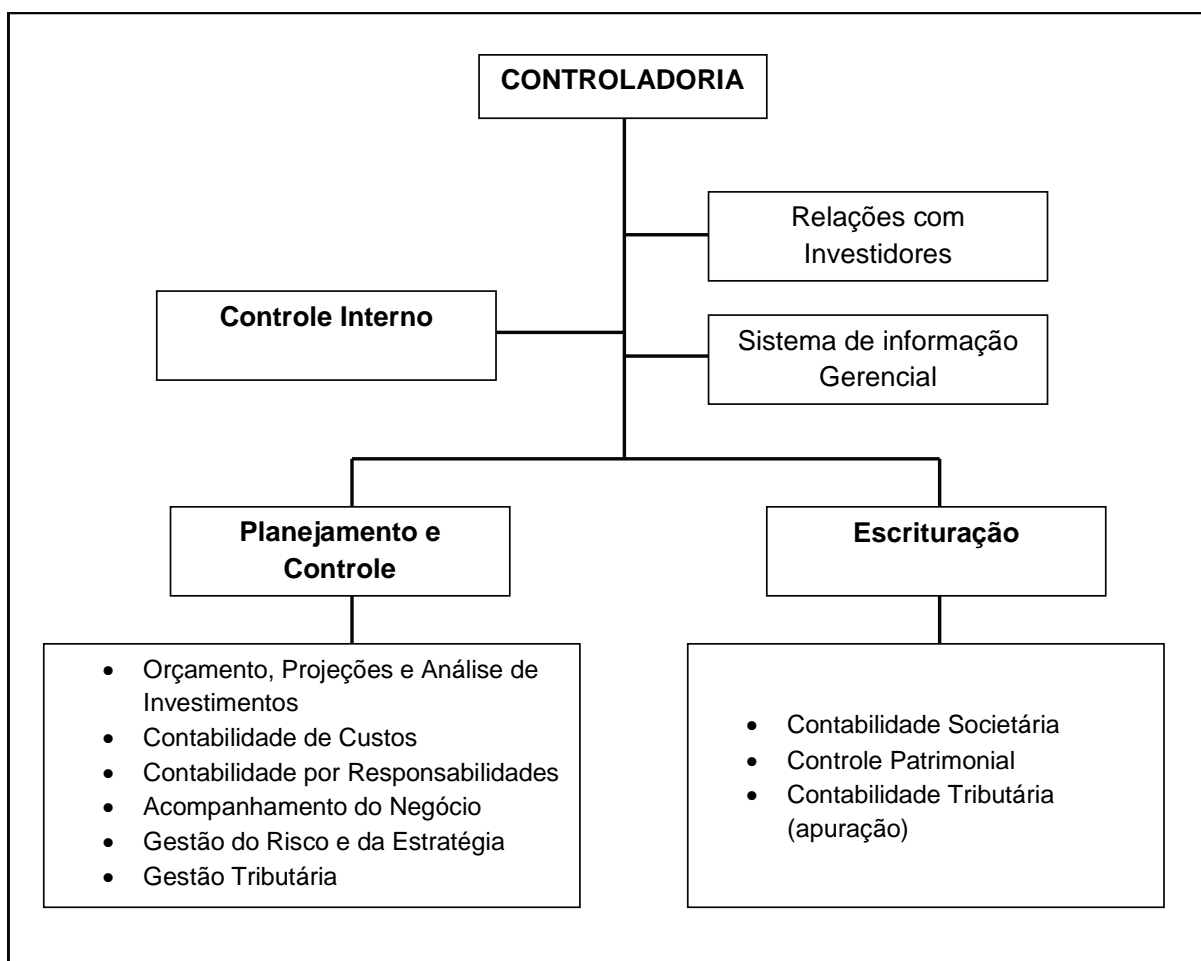 CONTROLADORIA
Relações com
Investidores
Controle Interno
Sistema de informação
Gerencial
Planejamento e
Controle
Escrituração
• Orçamento, Projeções e Análise de
Investimentos
• Contabilidade de Custos
• Contabilidade por Responsabilidades
• Acompanhamento do Negócio
• Gestão do Risco e da Estratégia
• Gestão Tributária
• Contabilidade Societária
• Controle Patrimonial
• Contabilidade Tributária
(apuração)